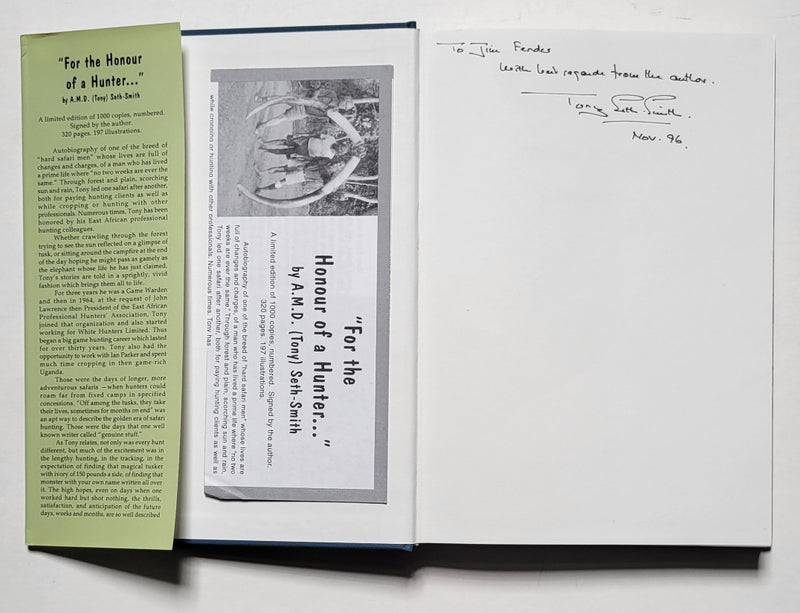 "For the Honour
of a Hunter..."
by A.M.D. (Tony) Seth-Smith
A limited edition of 1000 copies, numbered.
Signed by the author.
320 pages. 197 illustrations.
Autobiography of one of the breed of
"hard safari men" whose lives are full of
changes and charges, of a man who has lived
a prime life where "no two weeks are ever the
same." Through forest and plain, scorching
sun and rain, Tony led one safari after another,
both for paying hunting clients as well as
while cropping or hunting with other
professionals. Numerous times, Tony has been
honored by his East African professional
hunting colleagues.
Whether crawling through the forest
trying to see the sun reflected on a glimpse of
tusk, or sitting around the campfire at the end
of the day hoping he might pass as gamely as
the elephant whose life he has just claimed,
Tony's stories are told in a sprightly, vivid
fashion which brings them all to life.
For three years he was a Game Warden
and then in 1964, at the request of John
Lawrence then President of the East African
Professional Hunters' Association, Tony
joined that organization and also started
working for White Hunters Limited. Thus
began a big game hunting career which lasted
for over thirty years. Tony also had the
opportunity to work with Ian Parker and spent
much time cropping in then game-rich
Uganda.
Those were the days of longer, more
adventurous safaris — when hunters could
roam far from fixed camps in specified
concessions. "Off among the tusks, they take
their lives, sometimes for months on end" was
an apt way to describe the golden era of safari
hunting. Those were the days that one well
known writer called "genuine stuff."
As Tony relates, not only was every hunt
different, but much of the excitement was in
the lengthy hunting, in the tracking, in the
expectation of finding that magical tusker
with ivory of 150 pounds a side, of finding that
monster with your own name written all over
it. The high hopes, even on days when one
worked hard but shot nothing, the thrills,
satisfaction, and anticipation of the future
days, weeks and months, are so well described
"For the
Honour of a Hunter..."
by A.M.D. (Tony) Seth-Smith
A limited edition of 1000 copies, numbered. Signed by the author.
320 pages. 197 illustrations.
Autobiography of one of the breed of "hard safari men" whose lives are
full of changes and charges, of a man who has lived a prime life where "no two
weeks are ever the same." Through forest and plain, scorching sun and rain,
Tony led one safari after another, both for paying hunting clients as well as
while cropping or hunting with other professionals. Numerous times, Tony has
To Jim Fender
With best regards from the author.
Tony Seth-Smith.
Nov. 96.